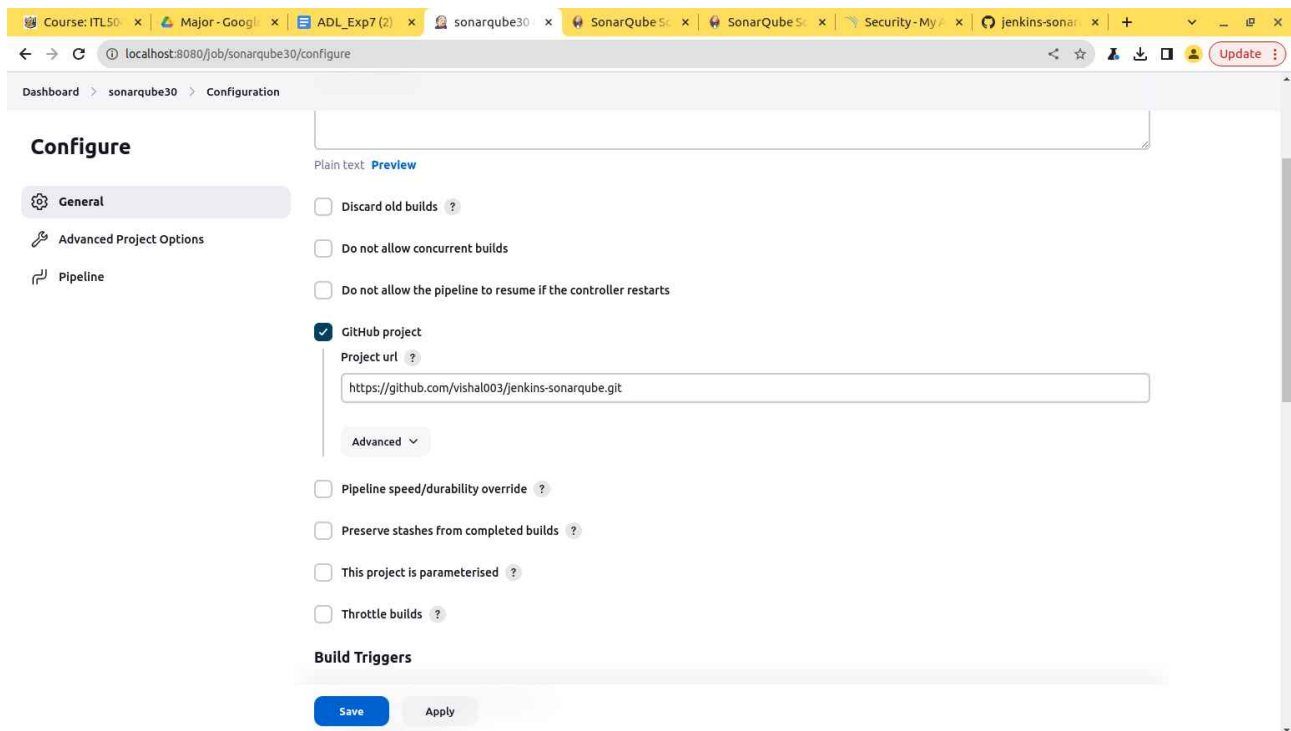 Course: ITL50 Major - Googl ADL_Exp7 (2) sonarqube30 SonarQube Sc SonarQube Sc Security - My A jenkins-sonar
localhost:8080/job/sonarqube30/configure Update
Dashboard > sonarqube30 > Configuration
Configure
General
Advanced Project Options
Pipeline
Plain text Preview
Discard old builds ?
Do not allow concurrent builds
Do not allow the pipeline to resume if the controller restarts
GitHub project
Project url ?
https://github.com/vishal003/jenkins-sonarqube.git
Advanced
Pipeline speed/durability override ?
Preserve stashes from completed builds ?
This project is parameterised ?
Throttle builds ?
Build Triggers
Save Apply